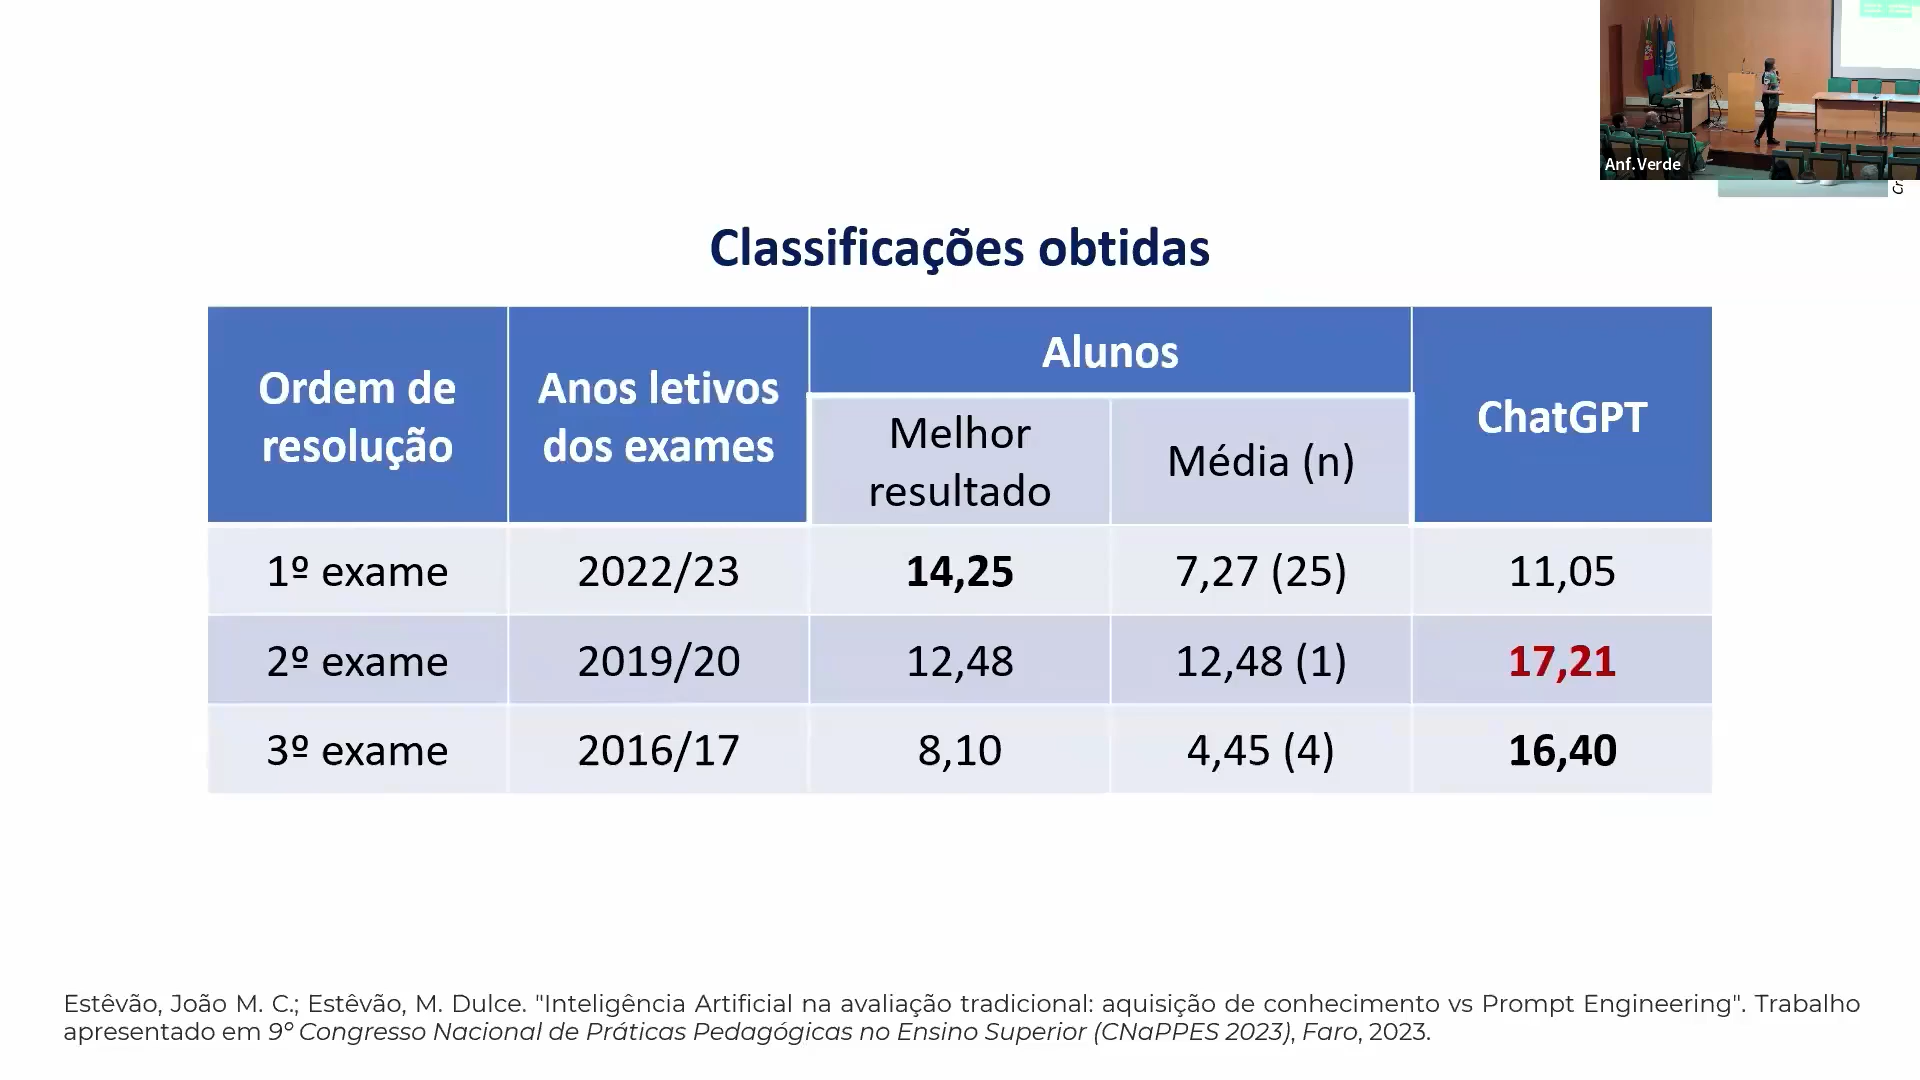 Anf.Verde
Cr
Classificações obtidas
Ordem de
resolução
Anos letivos
dos exames
Alunos
Melhor
resultado
Média (n)
ChatGPT
1º exame 2022/23 14,25 7,27 (25) 11,05
2º exame 2019/20 12,48 12,48 (1) 17,21
3º exame 2016/17 8,10 4,45 (4) 16,40
Estêvão, João M. C.; Estêvão, M. Dulce. "Inteligência Artificial na avaliação tradicional: aquisição de conhecimento vs Prompt Engineering". Trabalho
apresentado em 9º Congresso Nacional de Práticas Pedagógicas no Ensino Superior (CNaPPES 2023), Faro, 2023.